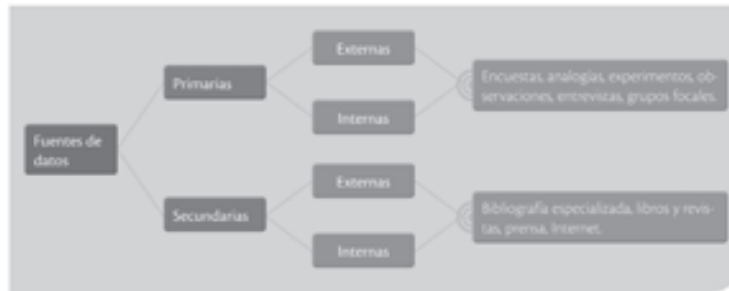 Externas
Primarias
Encuestas, analogías, experimentos, ob-
servaciones, entrevistas, grupos focales.
Internas
Fuentes de
datos
Externas
Secundarias
Bibliografía especializada, libros y revis-
tas, prensa, Internet.
Internas